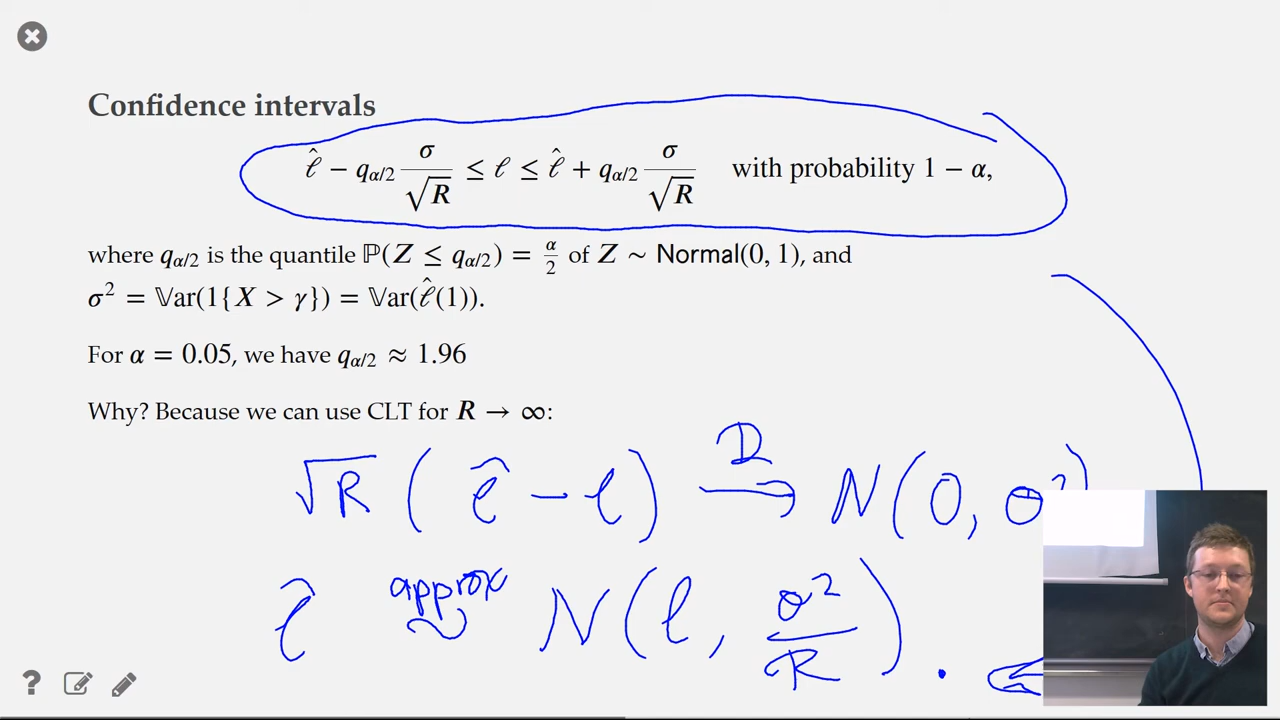 Confidence intervals
ℓ̂ − q_{α/2} σ/√R ≤ ℓ ≤ ℓ̂ + q_{α/2} σ/√R with probability 1 − α,
where q_{α/2} is the quantile ℙ(Z ≤ q_{α/2}) = α/2 of Z ∼ Normal(0, 1), and
σ² = 𝕍ar(1{X > γ}) = 𝕍ar(ℓ̂(1)).
For α = 0.05, we have q_{α/2} ≈ 1.96
Why? Because we can use CLT for R → ∞:
√R ( ℓ̂ − ℓ ) →^D N(0, σ²)
ℓ̂ approx ∼ N(ℓ, σ²/R).
?